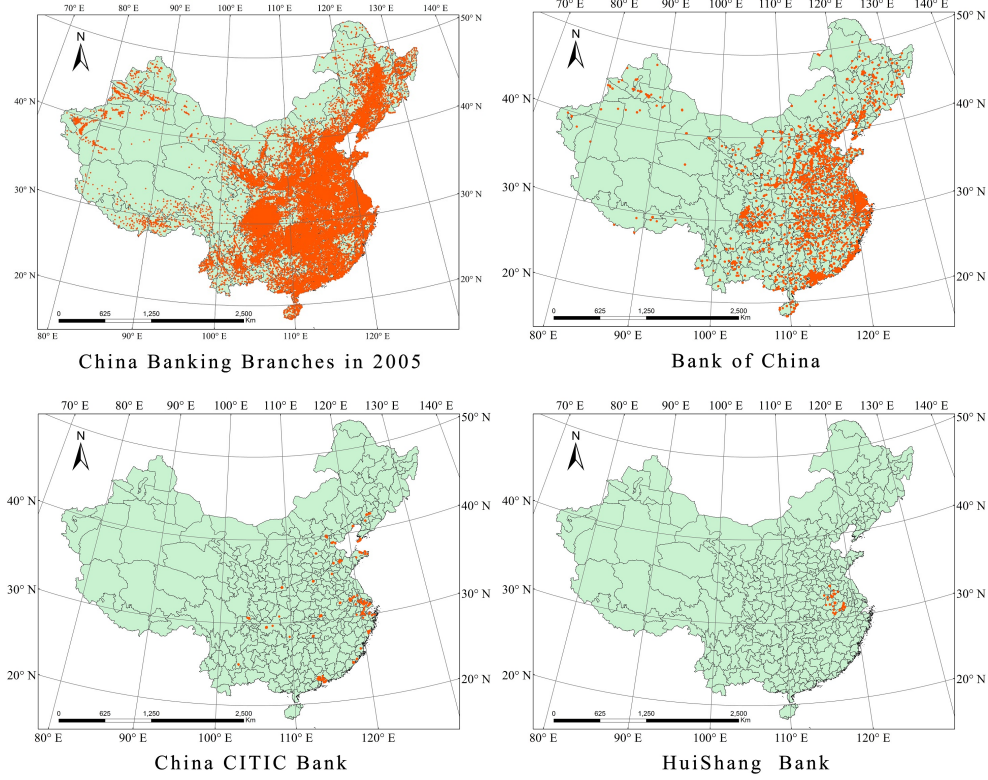 70° E 80° E 90° E 100° E 110° E 120° E 130° E 140° E
50° N
N
40° N
40° N
30° N
30° N
20° N
20° N
0 625 1,250 2,500
Km
80° E 90° E 100° E 110° E 120° E
China Banking Branches in 2005
70° E 80° E 90° E 100° E 110° E 120° E 130° E 140° E
50° N
N
40° N
40° N
30° N
30° N
20° N
20° N
0 625 1,250 2,500
Km
80° E 90° E 100° E 110° E 120° E
Bank of China
70° E 80° E 90° E 100° E 110° E 120° E 130° E 140° E
50° N
N
40° N
40° N
30° N
30° N
20° N
20° N
0 625 1,250 2,500
Km
80° E 90° E 100° E 110° E 120° E
China CITIC Bank
70° E 80° E 90° E 100° E 110° E 120° E 130° E 140° E
50° N
N
40° N
40° N
30° N
30° N
20° N
20° N
0 625 1,250 2,500
Km
80° E 90° E 100° E 110° E 120° E
HuiShang Bank